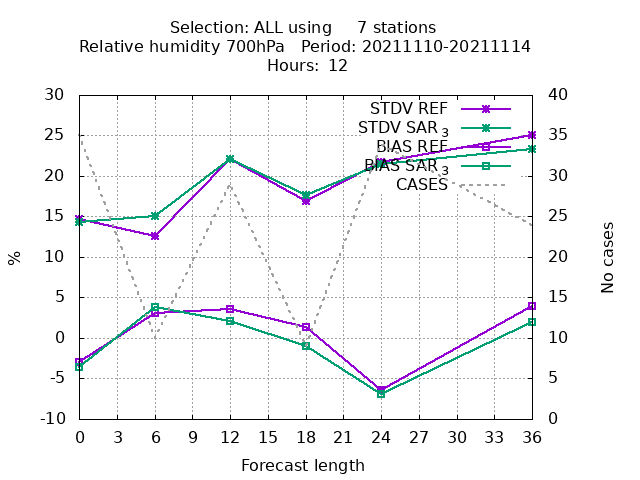 Selection: ALL using     7 stations
Relative humidity 700hPa   Period: 20211110-20211114
Hours: 12
STDV REF
STDV SAR 3
BIAS REF
BIAS SAR 3
CASES
%
No cases
30
25
20
15
10
5
0
-5
-10
40
35
30
25
20
15
10
5
0
0 3 6 9 12 15 18 21 24 27 30 33 36
Forecast length